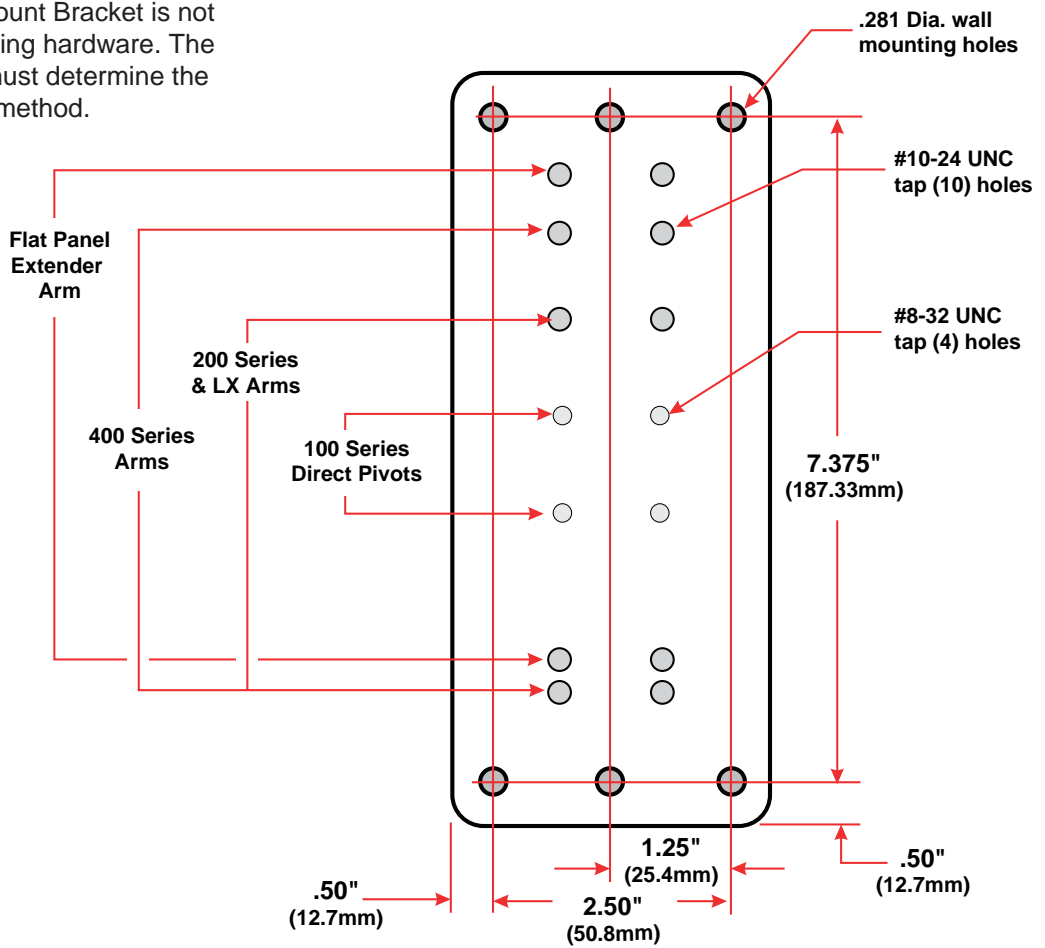 ount Bracket is not
ing hardware. The
must determine the
method.
.281 Dia. wall
mounting holes
#10-24 UNC
tap (10) holes
Flat Panel
Extender
Arm
#8-32 UNC
tap (4) holes
200 Series
& LX Arms
400 Series
Arms
100 Series
Direct Pivots
7.375"
(187.33mm)
1.25"
(25.4mm)
.50"
(12.7mm)
.50"
(12.7mm)
2.50"
(50.8mm)